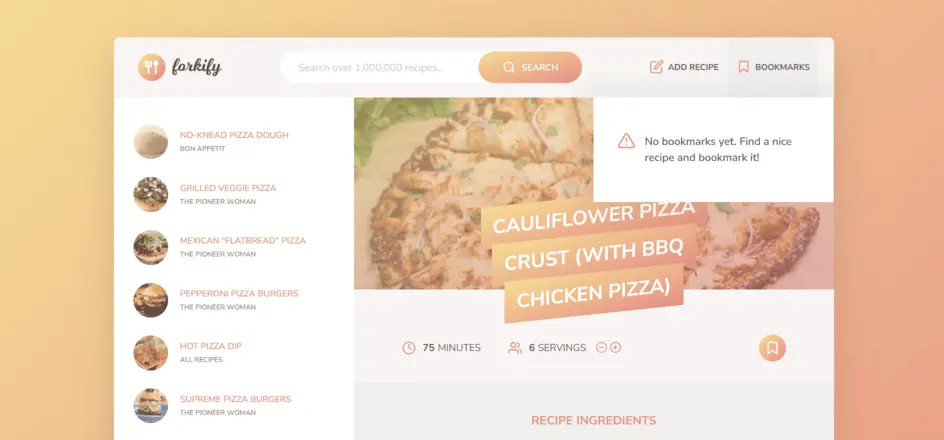 forkify
Search over 1,000,000 recipes...
SEARCH
ADD RECIPE
BOOKMARKS
NO-KNEAD PIZZA DOUGH
BON APPETIT
GRILLED VEGGIE PIZZA
THE PIONEER WOMAN
MEXICAN "FLATBREAD" PIZZA
THE PIONEER WOMAN
PEPPERONI PIZZA BURGERS
THE PIONEER WOMAN
HOT PIZZA DIP
ALL RECIPES
SUPREME PIZZA BURGERS
THE PIONEER WOMAN
No bookmarks yet. Find a nice
recipe and bookmark it!
CAULIFLOWER PIZZA
CRUST (WITH BBQ
CHICKEN PIZZA)
75 MINUTES
6 SERVINGS
RECIPE INGREDIENTS